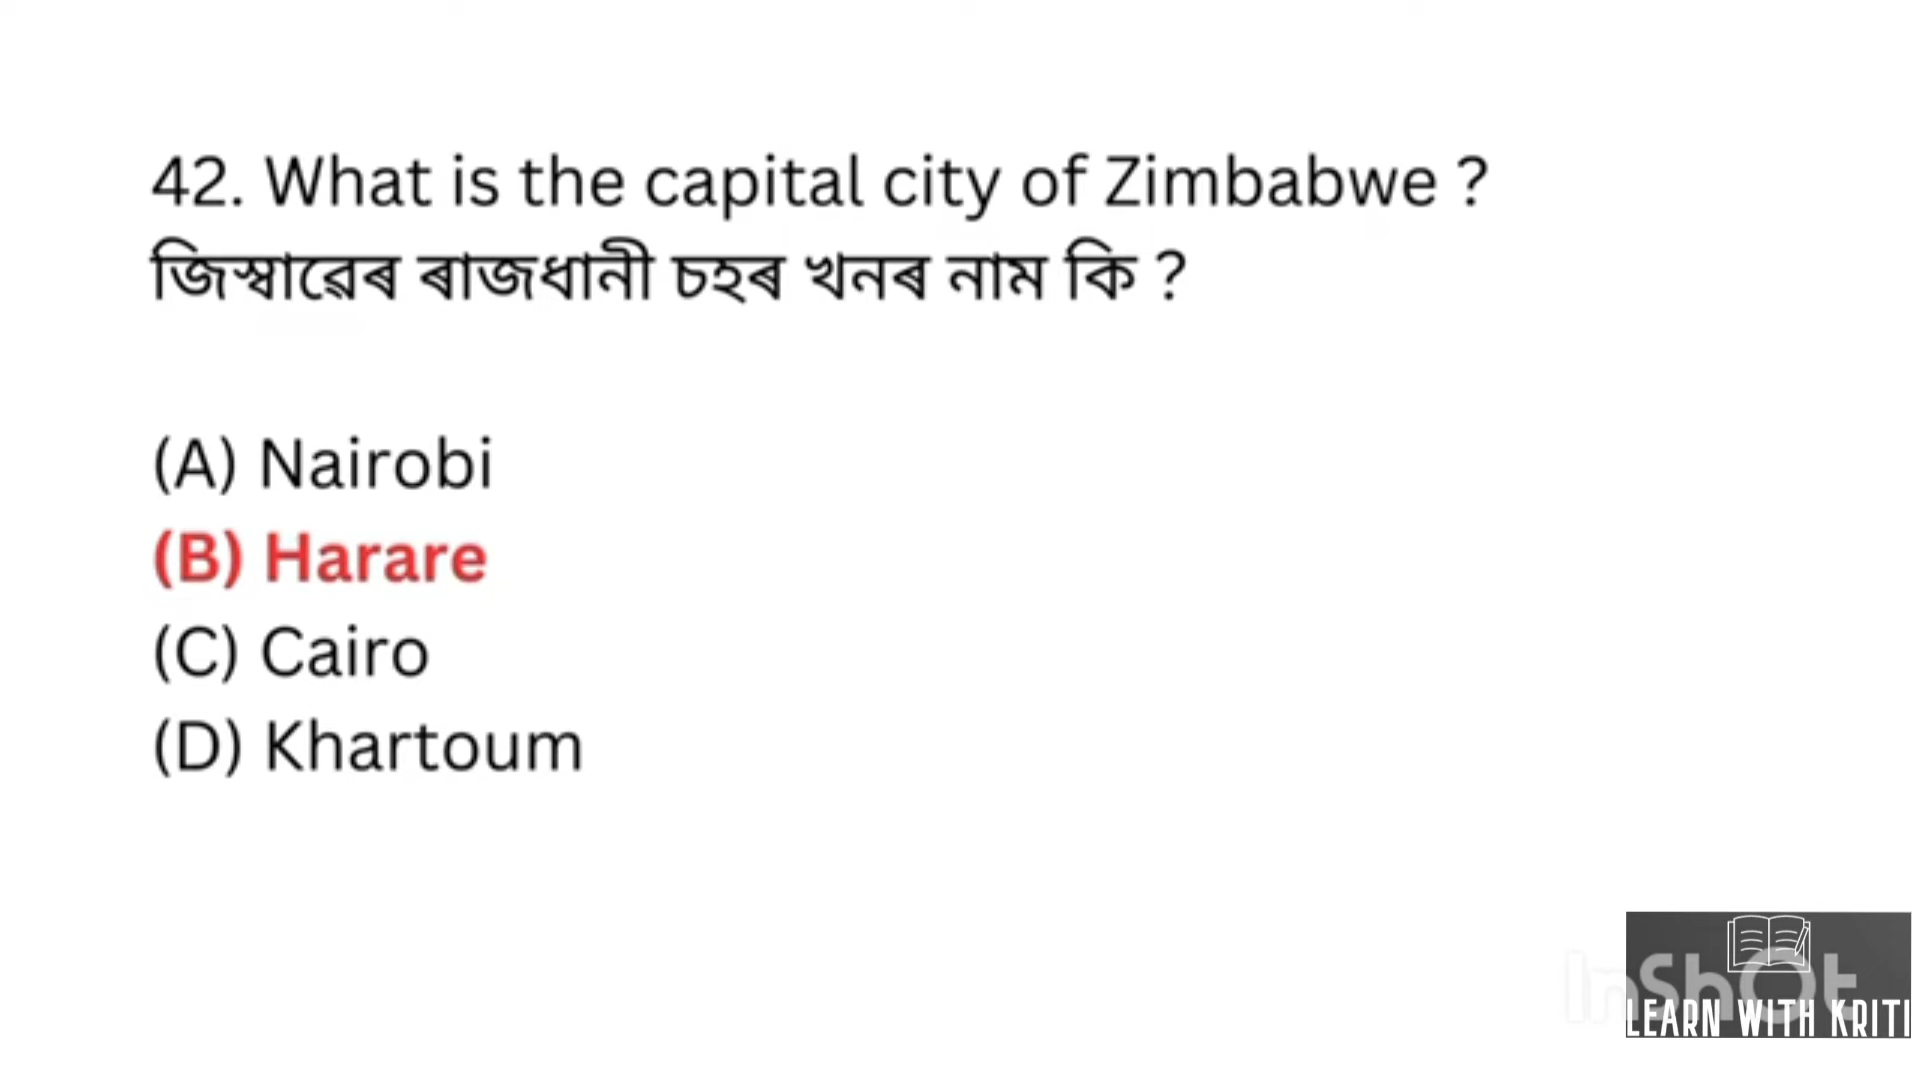 42. What is the capital city of Zimbabwe ?
জিম্বাৱেৰ ৰাজধানী চহৰ খনৰ নাম কি ?
(A) Nairobi
(B) Harare
(C) Cairo
(D) Khartoum
InShOt
LEARN WITH KRITI